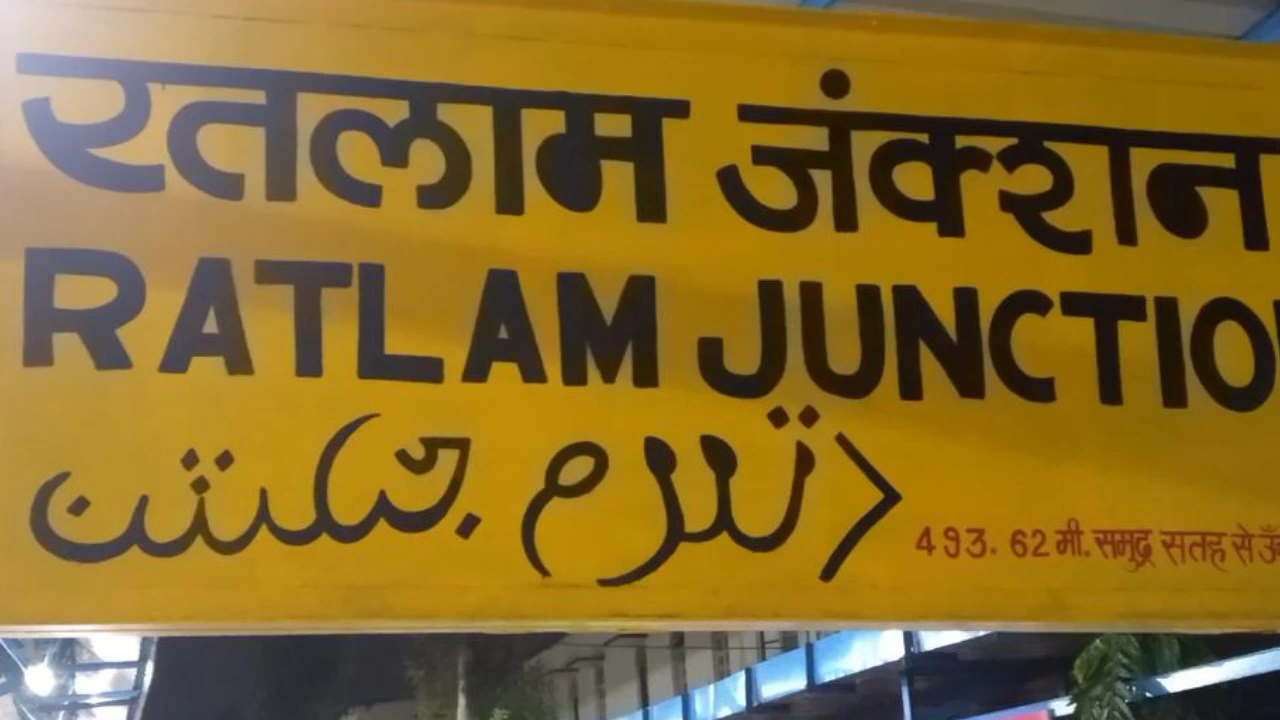 रतलाम जंक्शन
RATLAM JUNCTIO
رتلام جنکشن
493. 62 मी. समुद्र सतह से